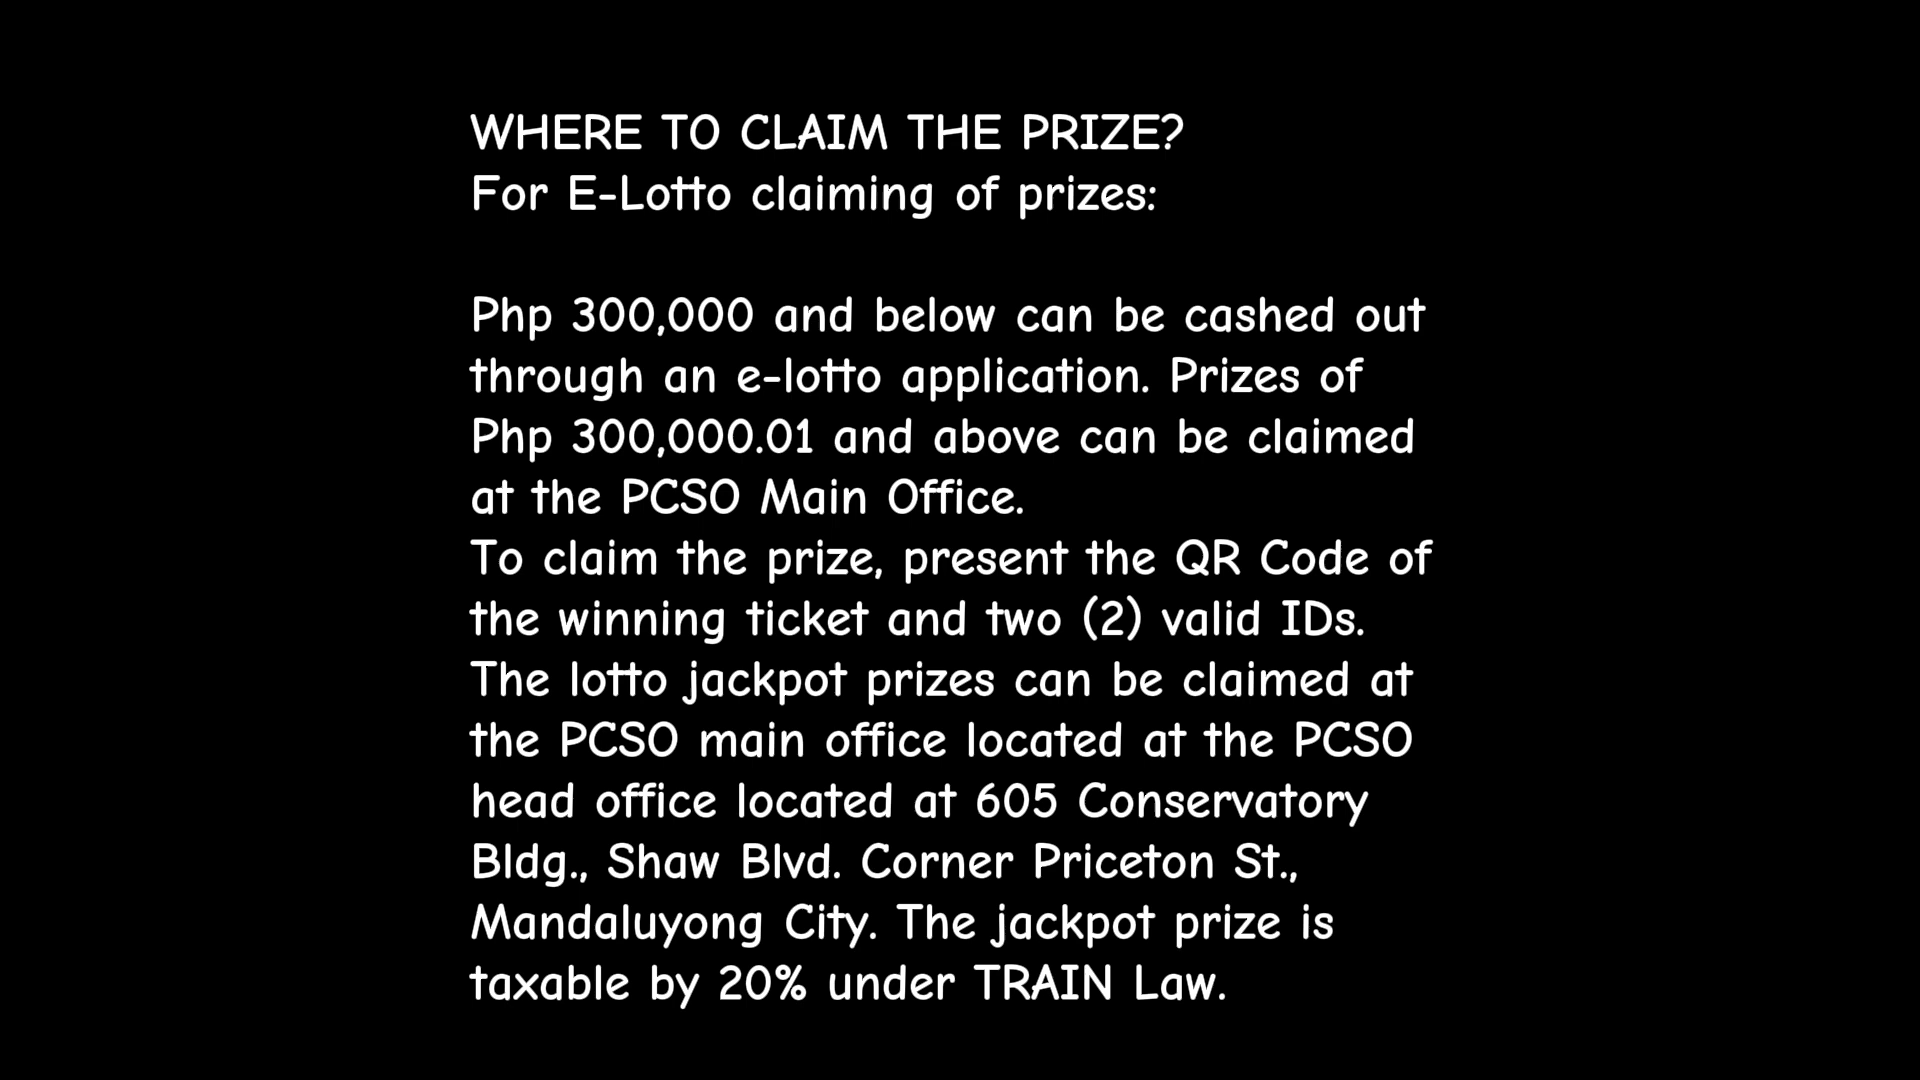 WHERE TO CLAIM THE PRIZE?
For E-Lotto claiming of prizes:
Php 300,000 and below can be cashed out
through an e-lotto application. Prizes of
Php 300,000.01 and above can be claimed
at the PCSO Main Office.
To claim the prize, present the QR Code of
the winning ticket and two (2) valid IDs.
The lotto jackpot prizes can be claimed at
the PCSO main office located at the PCSO
head office located at 605 Conservatory
Bldg., Shaw Blvd. Corner Priceton St.,
Mandaluyong City. The jackpot prize is
taxable by 20% under TRAIN Law.